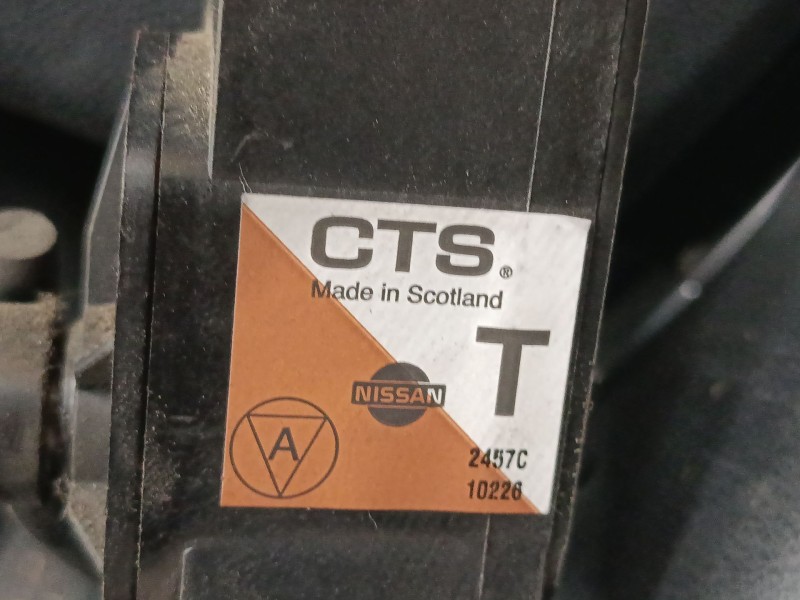 CTS®
Made in Scotland
T
NISSAN
A
2457C
10226